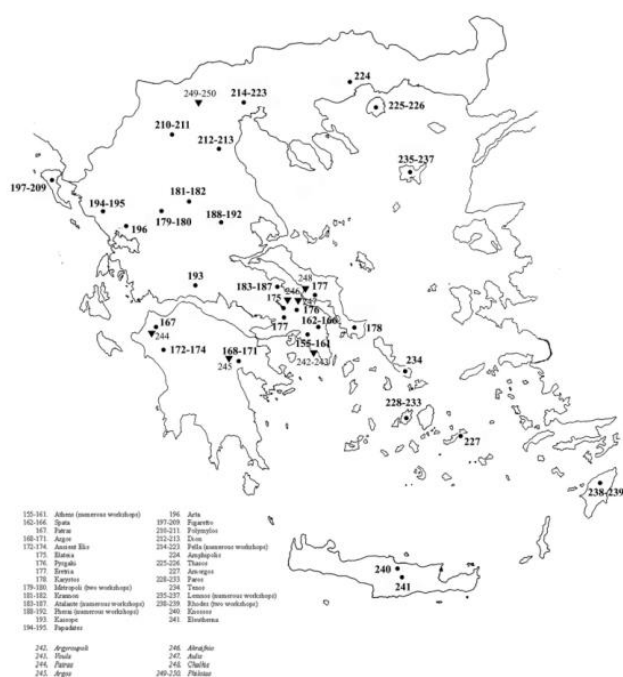 249-250
214-223
224
225-226
210-211
212-213
235-237
197-209
181-182
194-195
179-180
188-192
196
193
248
183-187
246
177
175
247
176
167
177
162-166
178
244
155-161
172-174
168-171
242-243
245
234
228-233
227
238-239
240
241
155-161. Athens (numerous workshops)
162-166. Spata
167. Patras
168-171. Argos
172-174. Ancient Elis
175. Elateia
176. Pyrgaki
177. Eretria
178. Karystos
179-180. Metropoli (two workshops)
181-182. Krannon
183-187. Atalante (numerous workshops)
188-192. Pherai (numerous workshops)
193. Kassope
194-195. Papadates
196. Arta
197-209. Figareto
210-211. Polymylos
212-213. Dion
214-223. Pella (numerous workshops)
224. Amphipolis
225-226. Thasos
227. Amorgos
228-233. Paros
234. Tenos
235-237. Lemnos (numerous workshops)
238-239. Rhodes (two workshops)
240. Knossos
241. Eleutherna
242. Argyroupoli
243. Voula
244. Patras
245. Argos
246. Akraifnio
247. Aulis
248. Chalkis
249-250.